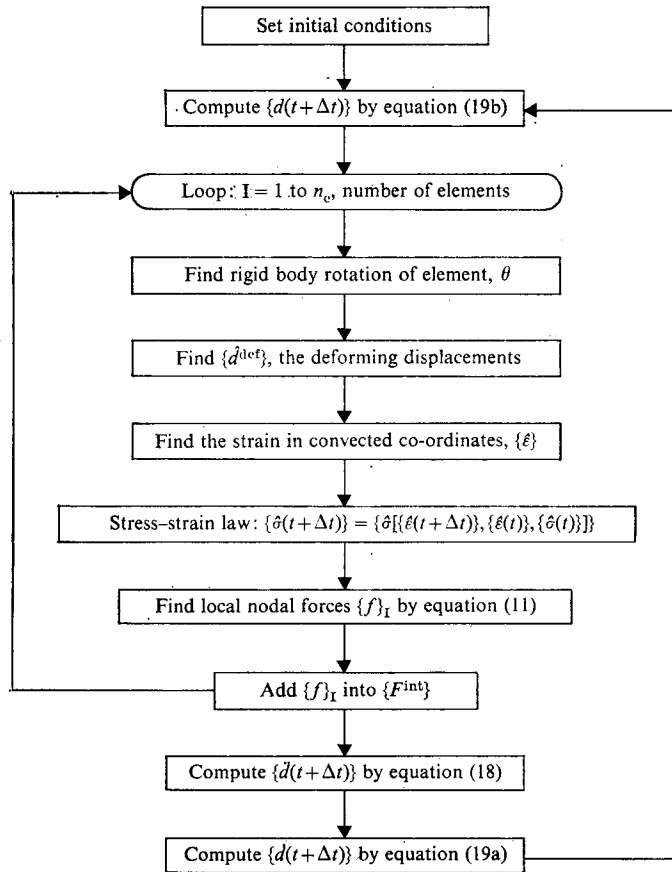 Set initial conditions
Compute {d(t+Δt)} by equation (19b)
Loop: I = 1 to nₑ, number of elements
Find rigid body rotation of element, θ
Find {d̂ᵈᵉᶠ}, the deforming displacements
Find the strain in convected co-ordinates, {ε̂}
Stress–strain law: {σ̂(t+Δt)} = {σ̂[{ε̂(t+Δt)}, {ε̂(t)}, {σ̂(t)}]}
Find local nodal forces {f}_I by equation (11)
Add {f}_I into {Fⁱⁿᵗ}
Compute {d̈(t+Δt)} by equation (18)
Compute {ḋ(t+Δt)} by equation (19a)